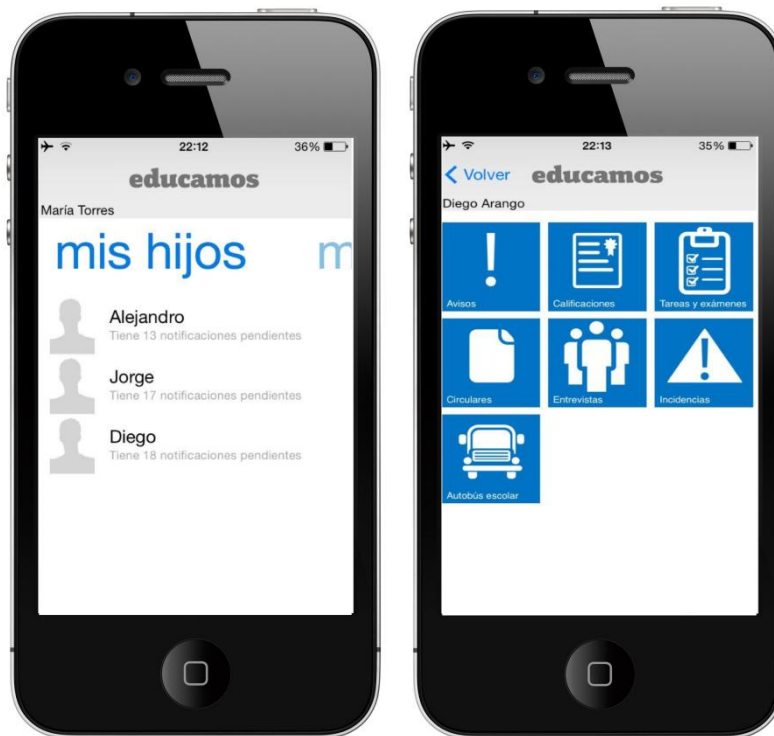 22:12
36%
educamos
María Torres
mis hijos
m
Alejandro
Tiene 13 notificaciones pendientes
Jorge
Tiene 17 notificaciones pendientes
Diego
Tiene 18 notificaciones pendientes
22:13
35%
Volver
educamos
Diego Arango
Avisos
Calificaciones
Tareas y exámenes
Circulares
Entrevistas
Incidencias
Autobús escolar